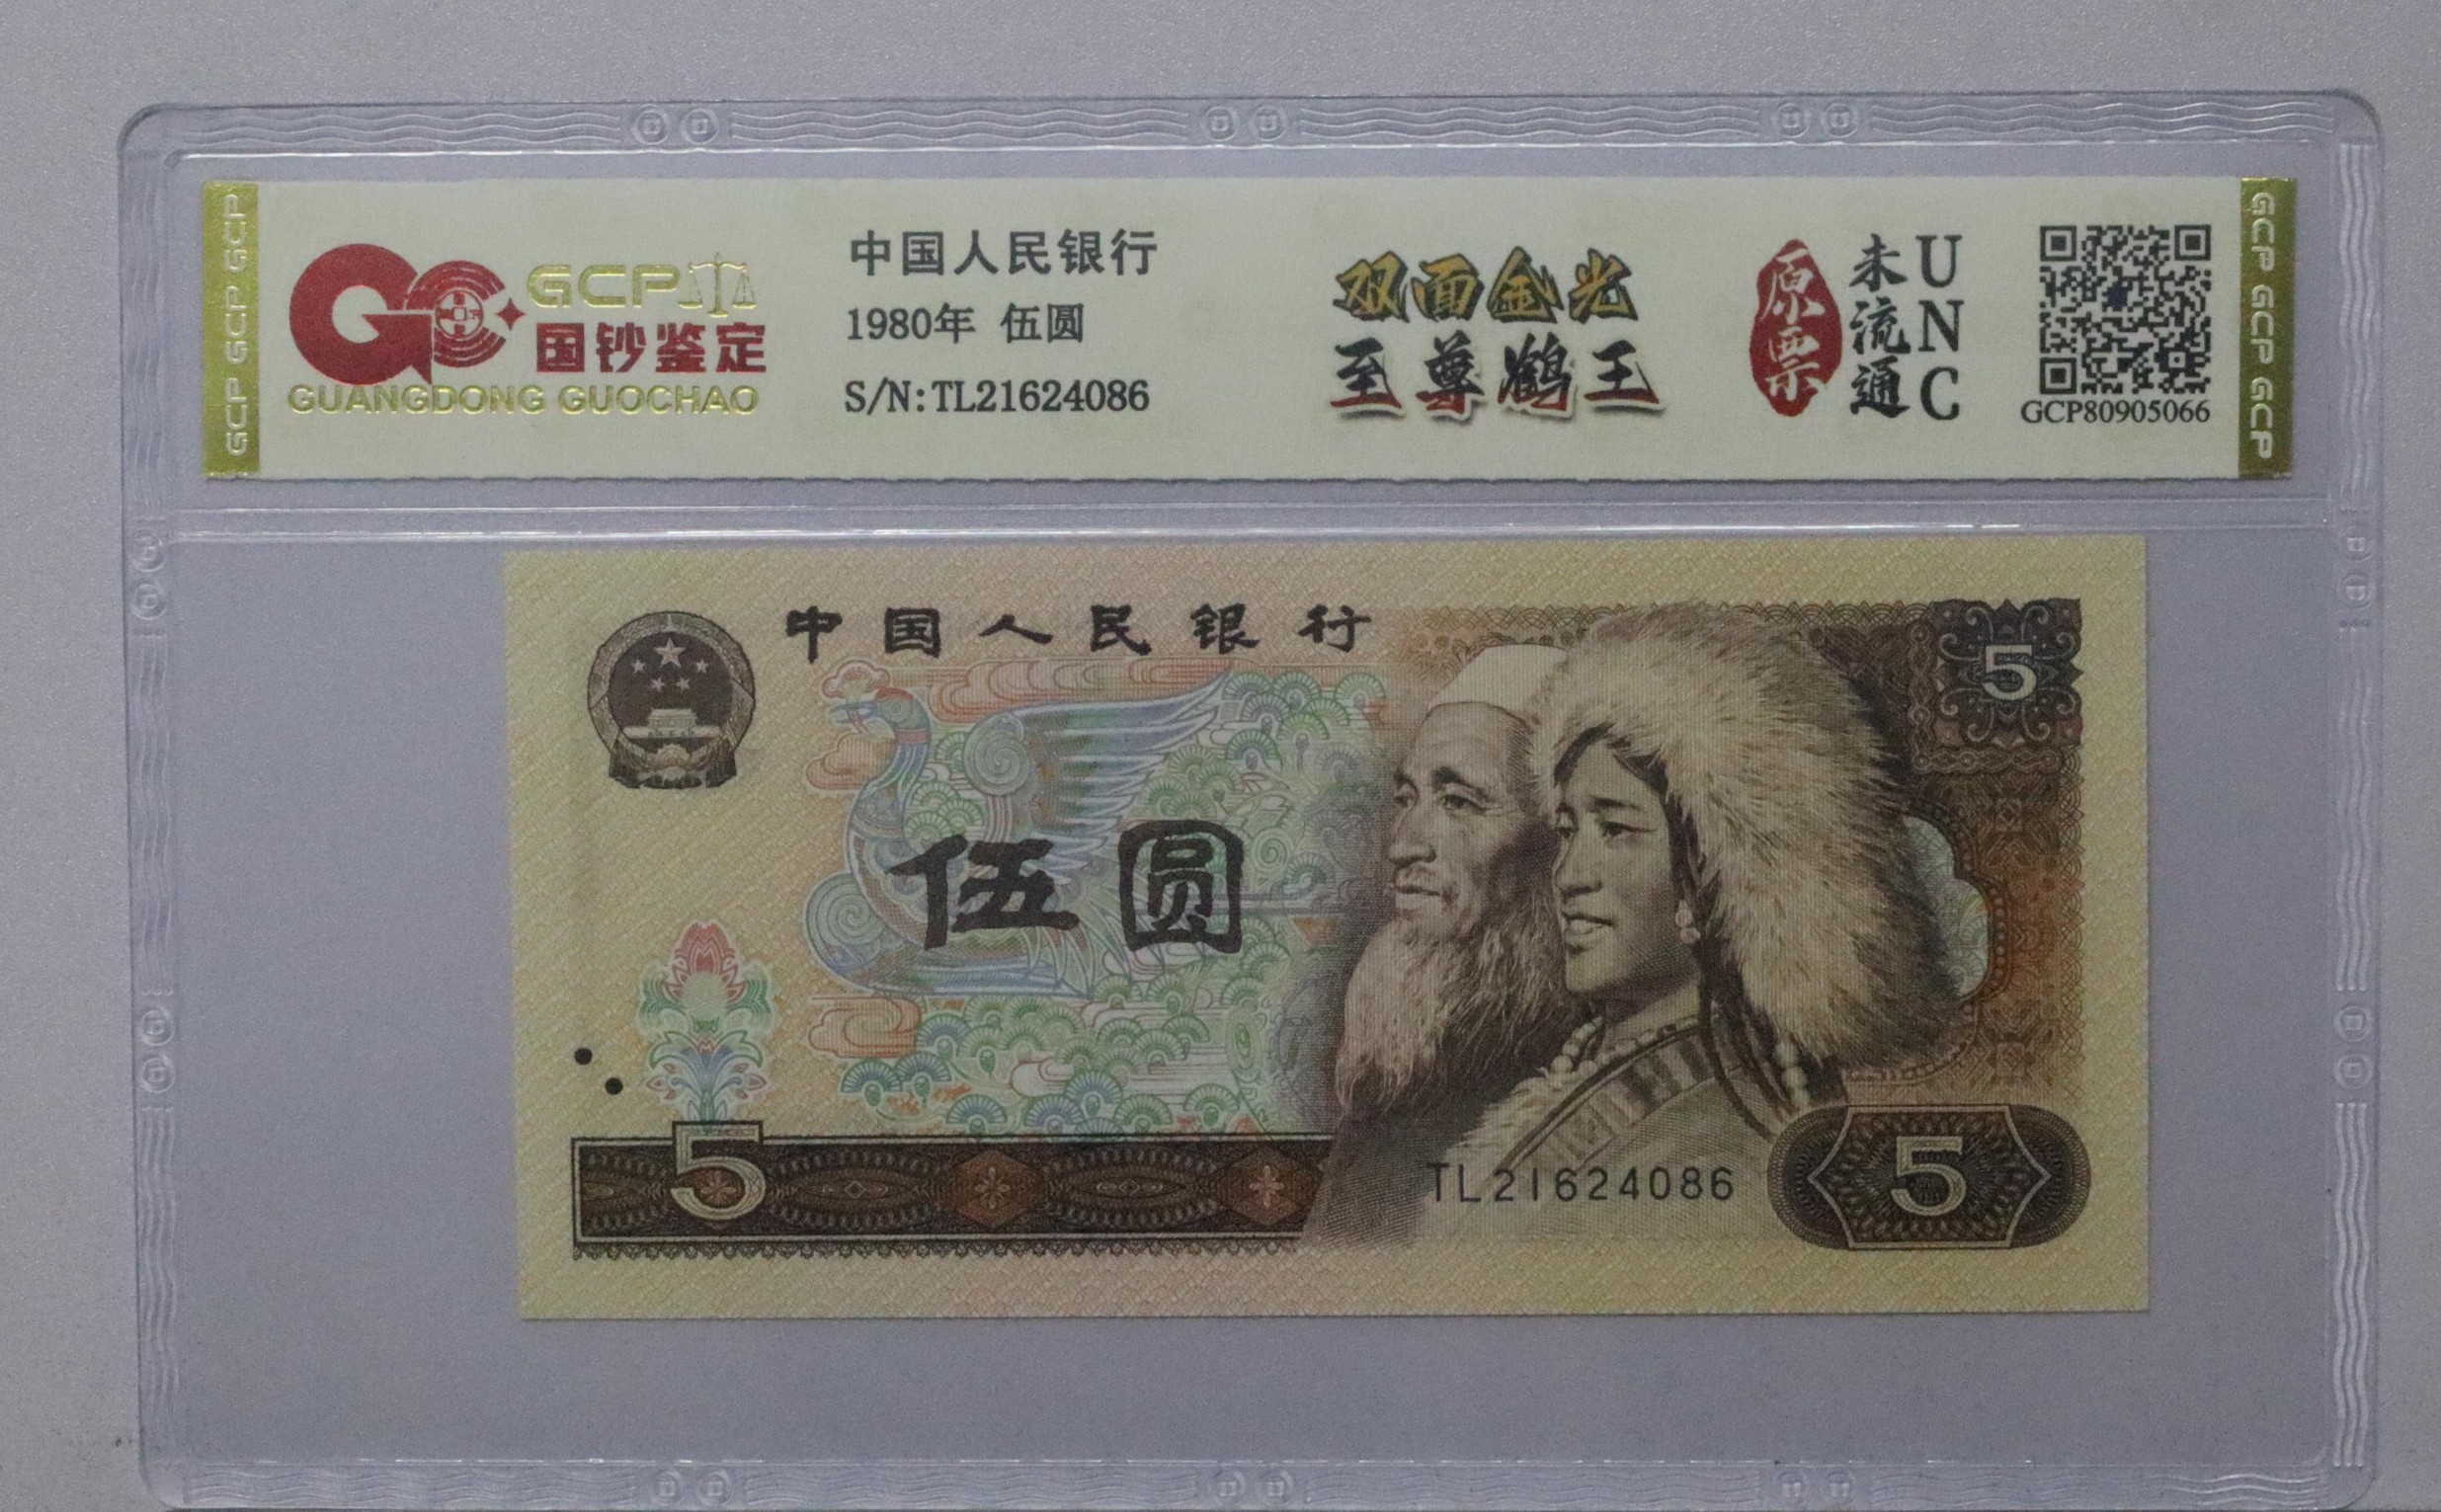 GCP GCP GCP
GCP
国钞鉴定
GUANGDONG GUOCHAO
中国人民银行
1980年 伍圆
S/N:TL21624086
双面金光
至尊鹤王
原票
未流通
UNC
GCP80905066
GCP GCP GCP
中国人民银行
5
伍圆
5
TL21624086
5